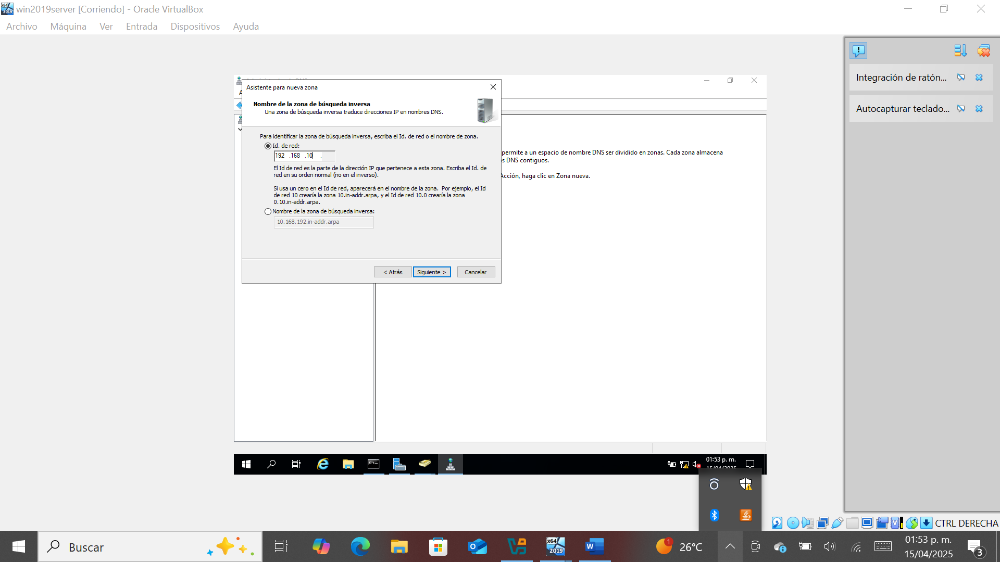 win2019server [Corriendo] - Oracle VirtualBox
Archivo Máquina Ver Entrada Dispositivos Ayuda
Integración de ratón...
Autocapturar teclado...
Asistente para nueva zona
Nombre de la zona de búsqueda inversa
Una zona de búsqueda inversa traduce direcciones IP en nombres DNS.
Para identificar la zona de búsqueda inversa, escriba el Id. de red o el nombre de zona.
Id. de red:
192 .168 .10 .
El Id de red es la parte de la dirección IP que pertenece a esta zona. Escriba el Id. de
red en su orden normal (no en el inverso).
Si usa un cero en el Id de red, aparecerá en el nombre de la zona. Por ejemplo, el Id
de red 10 crearía la zona 10.in-addr.arpa, y el Id de red 10.0 crearía la zona
0.10.in-addr.arpa.
Nombre de la zona de búsqueda inversa:
10.168.192.in-addr.arpa
< Atrás Siguiente > Cancelar
permite a un espacio de nombre DNS ser dividido en zonas. Cada zona almacena
s DNS contiguos.
Acción, haga clic en Zona nueva.
01:53 p. m.
15/04/2025
CTRL DERECHA
Buscar
x64
2019
W
1
26°C
01:53 p. m.
15/04/2025
3